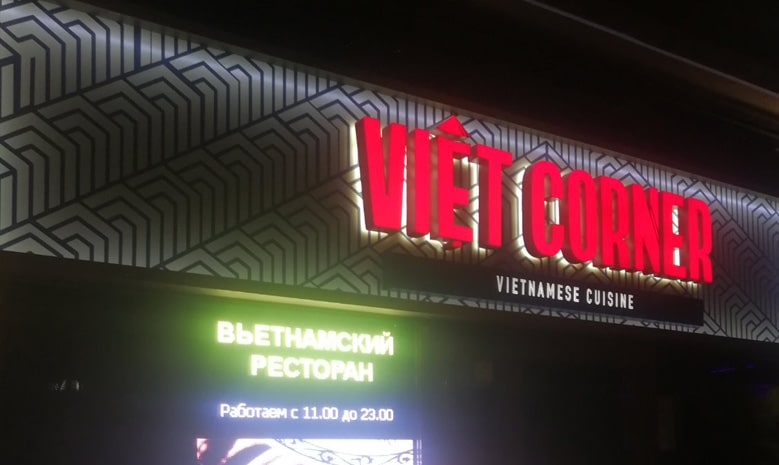 VIỆT CORNER
VIETNAMESE CUISINE
ВЬЕТНАМСКИЙ
РЕСТОРАН
Работаем с 11.00 до 23.00